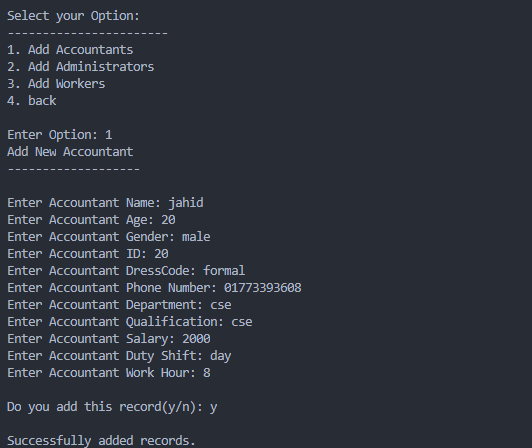 Select your Option:
-----------------------
1. Add Accountants
2. Add Administrators
3. Add Workers
4. back
Enter Option: 1
Add New Accountant
-------------------
Enter Accountant Name: jahid
Enter Accountant Age: 20
Enter Accountant Gender: male
Enter Accountant ID: 20
Enter Accountant DressCode: formal
Enter Accountant Phone Number: 01773393608
Enter Accountant Department: cse
Enter Accountant Qualification: cse
Enter Accountant Salary: 2000
Enter Accountant Duty Shift: day
Enter Accountant Work Hour: 8
Do you add this record(y/n): y
Successfully added records.